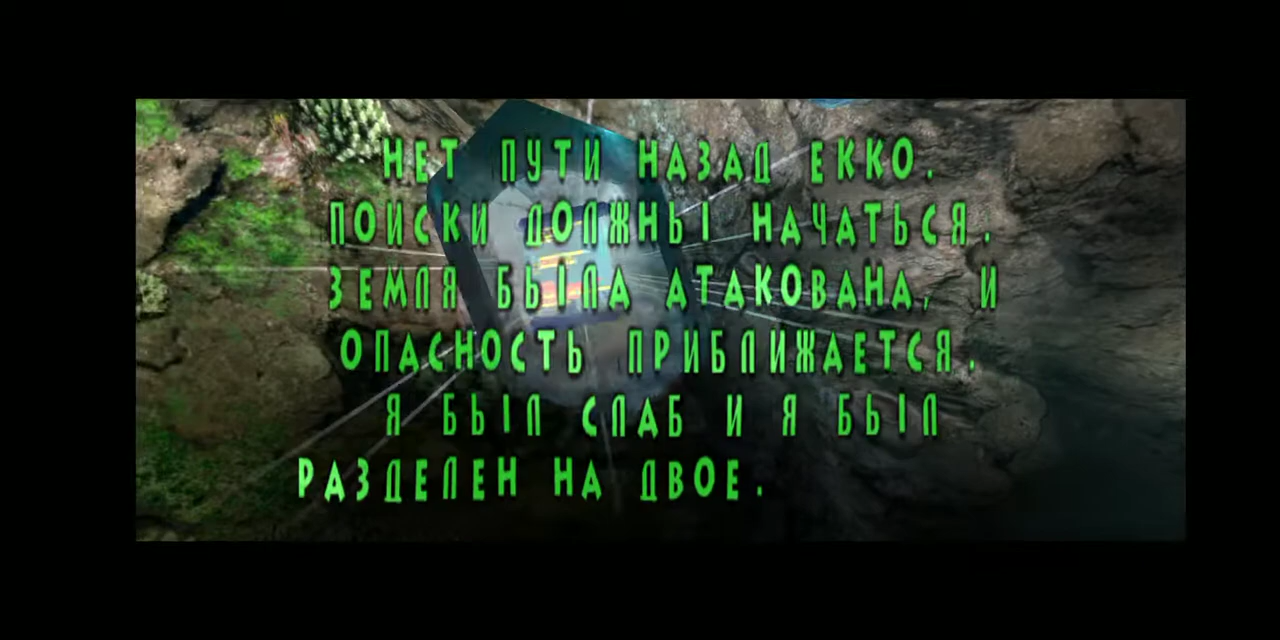 НЕТ ПУТИ НАЗАД ЕККО.
ПОИСКИ ДОЛЖНЫ НАЧАТЬСЯ.
ЗЕМЛЯ БЫЛА АТАКОВАНА, И
ОПАСНОСТЬ ПРИБЛИЖАЕТСЯ.
Я БЫЛ СЛАБ И Я БЫЛ
РАЗДЕЛЕН НА ДВОЕ.